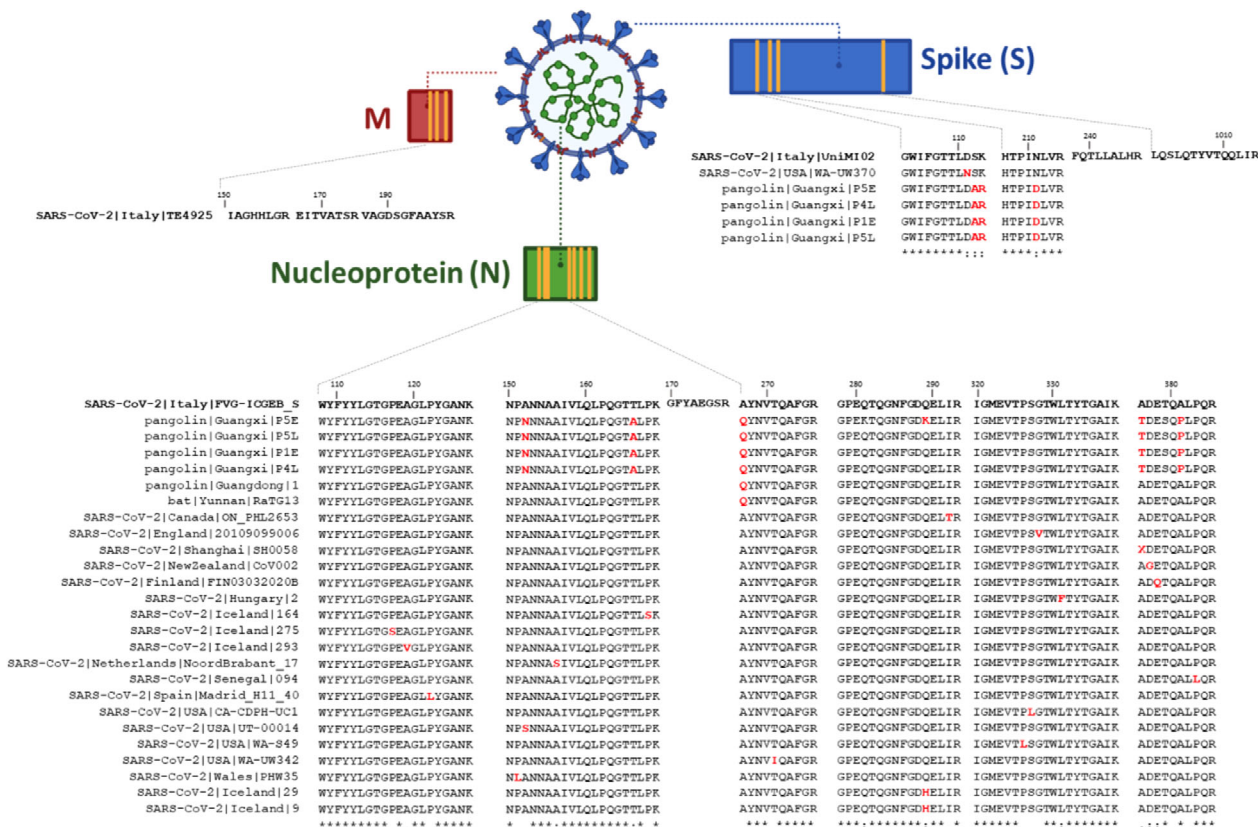 Spike (S)
M
110 210 240 1010
SARS-CoV-2|Italy|UniMI02 GWIFGTTLDSK HTPINLVR FQTLLALHR LQSLQTYVTQQLIR
SARS-CoV-2|USA|WA-UW370 GWIFGTTLNSK HTPINLVR
pangolin|Guangxi|P5E GWIFGTTLDAR HTPIDLVR
pangolin|Guangxi|P4L GWIFGTTLDAR HTPIDLVR
pangolin|Guangxi|P1E GWIFGTTLDAR HTPIDLVR
pangolin|Guangxi|P5L GWIFGTTLDAR HTPIDLVR
150 170 190
SARS-CoV-2|Italy|TE4925 IAGHHLGR EITVATSR VAGDSGFAAYSR
Nucleoprotein (N)
110 120 150 160 170 270 280 290 300 320 330 380
SARS-CoV-2|Italy|FVG-ICGEB_S WYFYYLGTGPEAGLPYGANK NPANNAAIVLQLPQGTTLPK GFYAEGSR AYNVTQAFGR GPEQTQGNFGDQELIR IGMEVTPSGTWLTYTGAIK ADETQALPQR
pangolin|Guangxi|P5E WYFYYLGTGPEAGLPYGANK NPNNNAAIVLQLPQGTALPK QYNVTQAFGR GPEKTQGNFGDKELIR IGMEVTPSGTWLTYTGAIK TDESQPLPQR
pangolin|Guangxi|P5L WYFYYLGTGPEAGLPYGANK NPNNNAAIVLQLPQGTALPK QYNVTQAFGR GPEQTQGNFGDQELIR IGMEVTPSGTWLTYTGAIK TDESQPLPQR
pangolin|Guangxi|P1E WYFYYLGTGPEAGLPYGANK NPNNNAAIVLQLPQGTALPK QYNVTQAFGR GPEQTQGNFGDQELIR IGMEVTPSGTWLTYTGAIK TDESQPLPQR
pangolin|Guangxi|P4L WYFYYLGTGPEAGLPYGANK NPNNNAAIVLQLPQGTALPK QYNVTQAFGR GPEQTQGNFGDQELIR IGMEVTPSGTWLTYTGAIK TDESQPLPQR
pangolin|Guangdong|1 WYFYYLGTGPEAGLPYGANK NPANNAAIVLQLPQGTTLPK QYNVTQAFGR GPEQTQGNFGDQELIR IGMEVTPSGTWLTYTGAIK ADETQALPQR
bat|Yunnan|RaTG13 WYFYYLGTGPEAGLPYGANK NPANNAAIVLQLPQGTTLPK QYNVTQAFGR GPEQTQGNFGDQELIR IGMEVTPSGTWLTYTGAIK ADETQALPQR
SARS-CoV-2|Canada|ON_PHL2653 WYFYYLGTGPEAGLPYGANK NPANNAAIVLQLPQGTTLPK AYNVTQAFGR GPEQTQGNFGDQELTR IGMEVTPSGTWLTYTGAIK ADETQALPQR
SARS-CoV-2|England|20109099006 WYFYYLGTGPEAGLPYGANK NPANNAAIVLQLPQGTTLPK AYNVTQAFGR GPEQTQGNFGDQELIR IGMEVTPSVTWLTYTGAIK ADETQALPQR
SARS-CoV-2|Shanghai|SH0058 WYFYYLGTGPEAGLPYGANK NPANNAAIVLQLPQGTTLPK AYNVTQAFGR GPEQTQGNFGDQELIR IGMEVTPSGTWLTYTGAIK XDETQALPQR
SARS-CoV-2|NewZealand|CoV002 WYFYYLGTGPEAGLPYGANK NPANNAAIVLQLPQGTTLPK AYNVTQAFGR GPEQTQGNFGDQELIR IGMEVTPSGTWLTYTGAIK AGETQALPQR
SARS-CoV-2|Finland|FIN03032020B WYFYYLGTGPEAGLPYGANK NPANNAAIVLQLPQGTTLPK AYNVTQAFGR GPEQTQGNFGDQELIR IGMEVTPSGTWLTYTGAIK ADQTQALPQR
SARS-CoV-2|Hungary|2 WYFYYLGTGPEAGLPYGANK NPANNAAIVLQLPQGTTLPK AYNVTQAFGR GPEQTQGNFGDQELIR IGMEVTPSGTWFTYTGAIK ADETQALPQR
SARS-CoV-2|Iceland|164 WYFYYLGTGPEAGLPYGANK NPANNAAIVLQLPQGTTLSK AYNVTQAFGR GPEQTQGNFGDQELIR IGMEVTPSGTWLTYTGAIK ADETQALPQR
SARS-CoV-2|Iceland|275 WYFYYLGTGSEAGLPYGANK NPANNAAIVLQLPQGTTLPK AYNVTQAFGR GPEQTQGNFGDQELIR IGMEVTPSGTWLTYTGAIK ADETQALPQR
SARS-CoV-2|Iceland|293 WYFYYLGTGPEVGLPYGANK NPANNAAIVLQLPQGTTLPK AYNVTQAFGR GPEQTQGNFGDQELIR IGMEVTPSGTWLTYTGAIK ADETQALPQR
SARS-CoV-2|Netherlands|NoordBrabant_17 WYFYYLGTGPEAGLPYGANK NPANNASIVLQLPQGTTLPK AYNVTQAFGR GPEQTQGNFGDQELIR IGMEVTPSGTWLTYTGAIK ADETQALPQR
SARS-CoV-2|Senegal|094 WYFYYLGTGPEAGLPYGANK NPANNAAIVLQLPQGTTLPK AYNVTQAFGR GPEQTQGNFGDQELIR IGMEVTPSGTWLTYTGAIK ADETQALLQR
SARS-CoV-2|Spain|Madrid_H11_40 WYFYYLGTGPEAGLLYGANK NPANNAAIVLQLPQGTTLPK AYNVTQAFGR GPEQTQGNFGDQELIR IGMEVTPSGTWLTYTGAIK ADETQALPQR
SARS-CoV-2|USA|CA-CDPH-UC1 WYFYYLGTGPEAGLPYGANK NPANNAAIVLQLPQGTTLPK AYNVTQAFGR GPEQTQGNFGDQELIR IGMEVTPLGTWLTYTGAIK ADETQALPQR
SARS-CoV-2|USA|UT-00014 WYFYYLGTGPEAGLPYGANK NPSNNAAIVLQLPQGTTLPK AYNVTQAFGR GPEQTQGNFGDQELIR IGMEVTPSGTWLTYTGAIK ADETQALPQR
SARS-CoV-2|USA|WA-S49 WYFYYLGTGPEAGLPYGANK NPANNAAIVLQLPQGTTLPK AYNVTQAFGR GPEQTQGNFGDQELIR IGMEVTLSGTWLTYTGAIK ADETQALPQR
SARS-CoV-2|USA|WA-UW342 WYFYYLGTGPEAGLPYGANK NPANNAAIVLQLPQGTTLPK AYNVIQAFGR GPEQTQGNFGDQELIR IGMEVTPSGTWLTYTGAIK ADETQALPQR
SARS-CoV-2|Wales|PHW35 WYFYYLGTGPEAGLPYGANK NLANNAAIVLQLPQGTTLPK AYNVTQAFGR GPEQTQGNFGDQELIR IGMEVTPSGTWLTYTGAIK ADETQALPQR
SARS-CoV-2|Iceland|29 WYFYYLGTGPEAGLPYGANK NPANNAAIVLQLPQGTTLPK AYNVTQAFGR GPEQTQGNFGDHELIR IGMEVTPSGTWLTYTGAIK ADETQALPQR
SARS-CoV-2|Iceland|9 WYFYYLGTGPEAGLPYGANK NPANNAAIVLQLPQGTTLPK AYNVTQAFGR GPEQTQGNFGDHELIR IGMEVTPSGTWLTYTGAIK ADETQALPQR